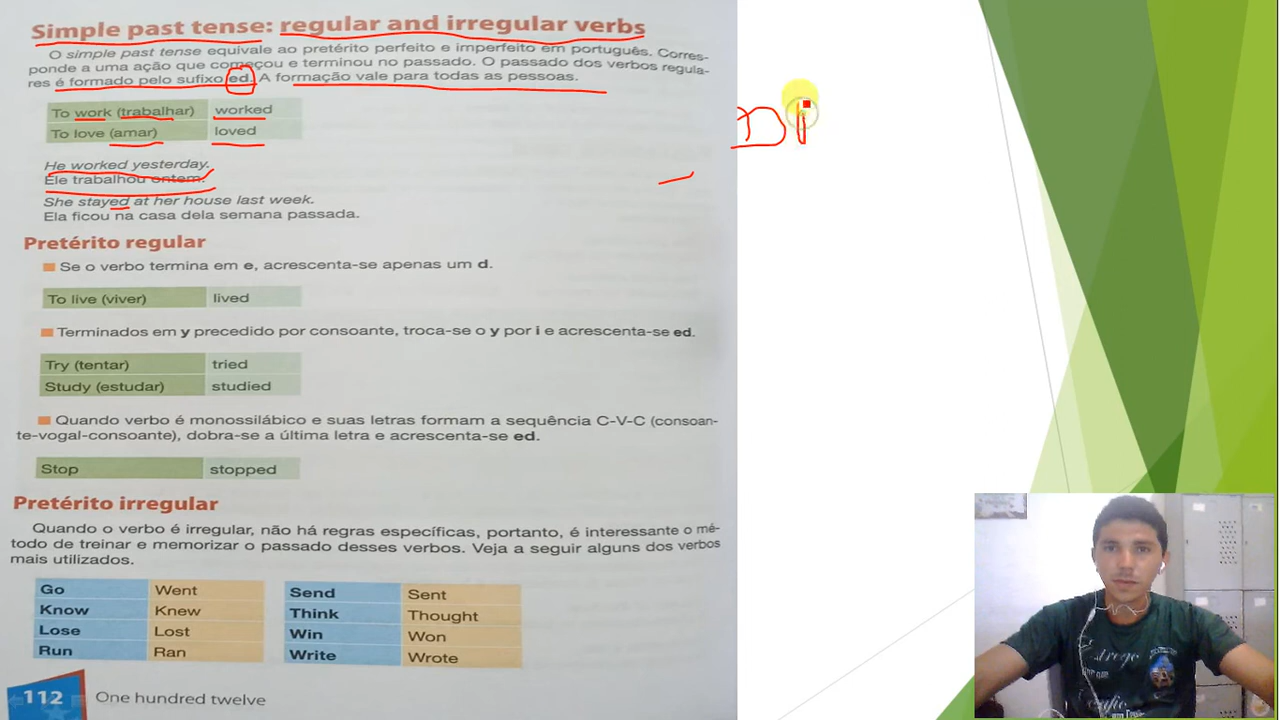 Simple past tense: regular and irregular verbs
O simple past tense equivale ao pretérito perfeito e imperfeito em português. Corres-
ponde a uma ação que começou e terminou no passado. O passado dos verbos regula-
res é formado pelo sufixo ed. A formação vale para todas as pessoas.
To work (trabalhar) worked
To love (amar) loved
He worked yesterday.
Ele trabalhou ontem.
She stayed at her house last week.
Ela ficou na casa dela semana passada.
Pretérito regular
Se o verbo termina em e, acrescenta-se apenas um d.
To live (viver) lived
Terminados em y precedido por consoante, troca-se o y por i e acrescenta-se ed.
Try (tentar) tried
Study (estudar) studied
Quando verbo é monossilábico e suas letras formam a sequência C-V-C (consoan-
te-vogal-consoante), dobra-se a última letra e acrescenta-se ed.
Stop stopped
Pretérito irregular
Quando o verbo é irregular, não há regras específicas, portanto, é interessante o mé-
todo de treinar e memorizar o passado desses verbos. Veja a seguir alguns dos verbos
mais utilizados.
Go Went Send Sent
Know Knew Think Thought
Lose Lost Win Won
Run Ran Write Wrote
112 One hundred twelve